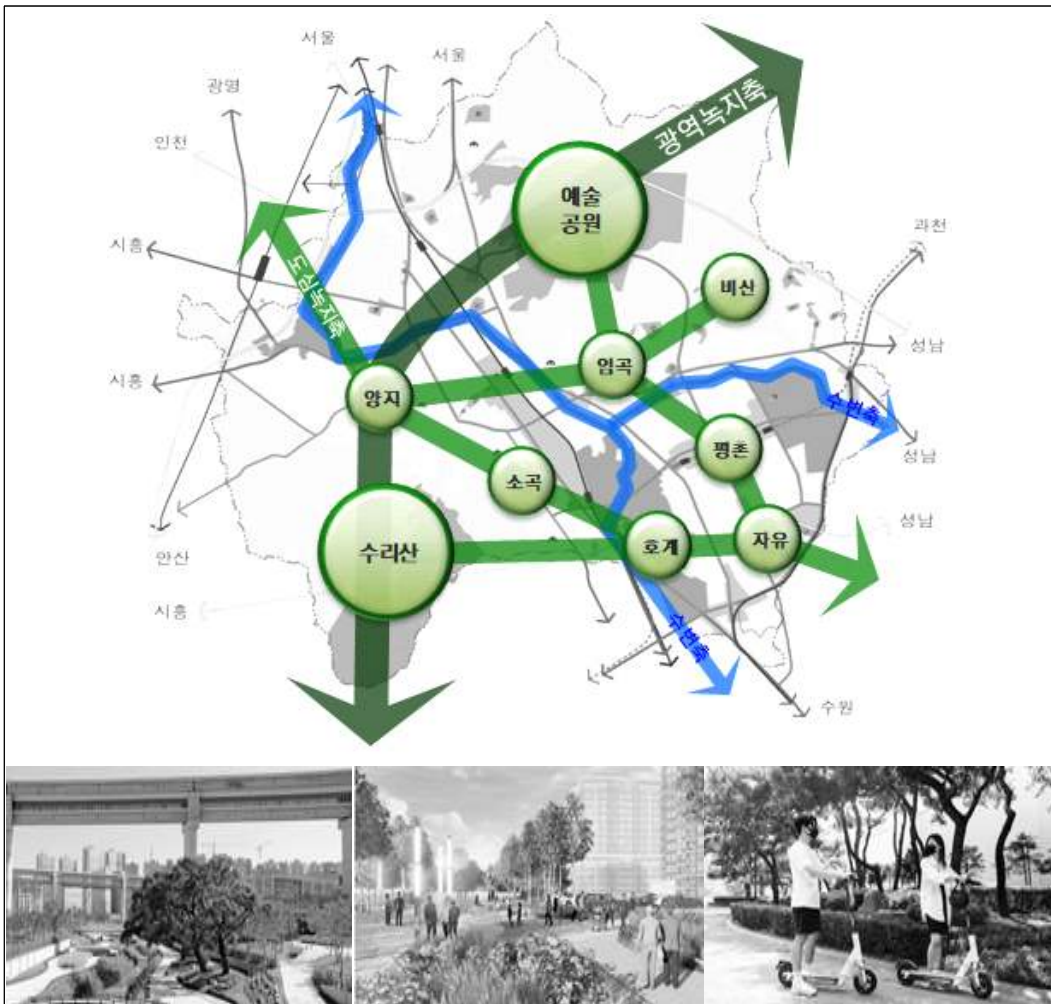 서울
서울
광명
인천
시흥
시흥
안산
시흥
광역녹지축
도심녹지축
예술
공원
비산
임곡
양지
평촌
소곡
호계
자유
수리산
과천
성남
수변축
성남
성남
수변축
수원